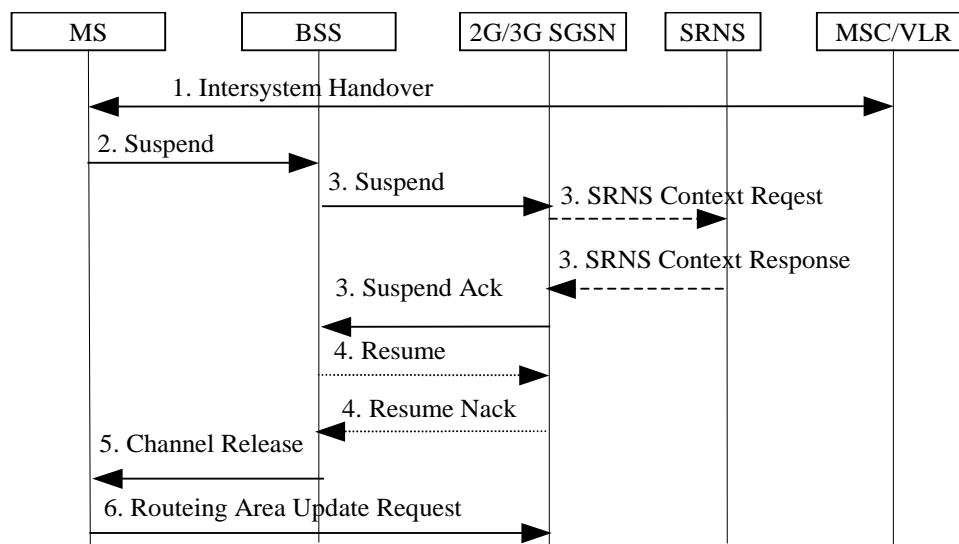 MS BSS 2G/3G SGSN SRNS MSC/VLR
1. Intersystem Handover
2. Suspend
3. Suspend
3. SRNS Context Reqest
3. SRNS Context Response
3. Suspend Ack
4. Resume
4. Resume Nack
5. Channel Release
6. Routeing Area Update Request